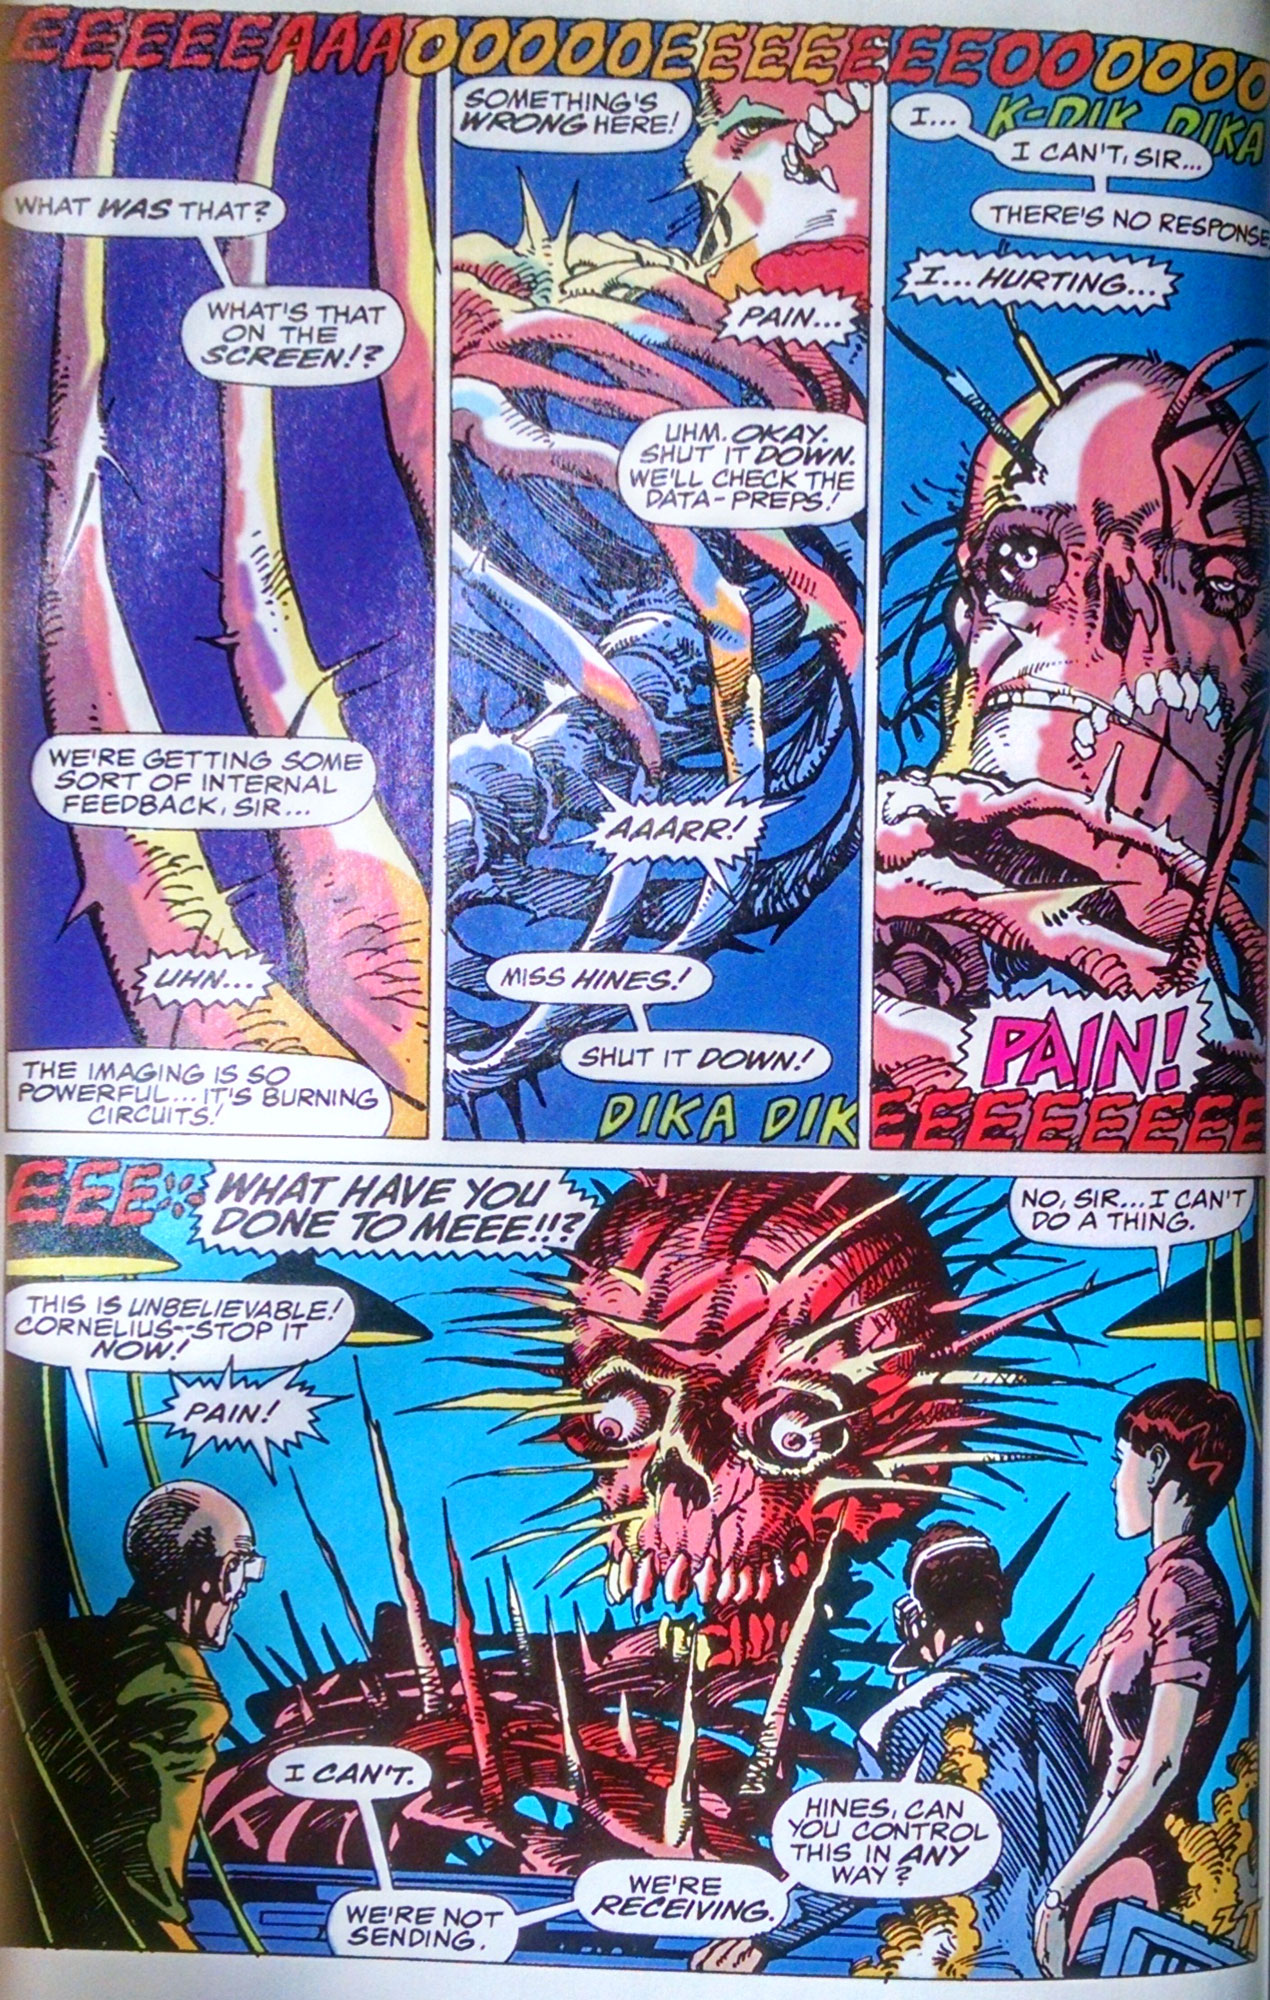 EEEEEAAAOOOOOEEEEEEEEOOOOOO
WHAT WAS THAT?
WHAT'S THAT
ON THE
SCREEN!?
WE'RE GETTING SOME
SORT OF INTERNAL
FEEDBACK, SIR...
UHN...
THE IMAGING IS SO
POWERFUL... IT'S BURNING
CIRCUITS!
SOMETHING'S
WRONG HERE!
PAIN...
UHM. OKAY.
SHUT IT DOWN.
WE'LL CHECK THE
DATA-PREPS!
AAARR!
MISS HINES!
SHUT IT DOWN!
DIKA DIK
I...
K-DIK DIKA
I CAN'T, SIR...
THERE'S NO RESPONSE,
I... HURTING...
PAIN!
EEEEEEEEE
EEE
WHAT HAVE YOU
DONE TO MEEE!!?
NO, SIR... I CAN'T
DO A THING.
THIS IS UNBELIEVABLE!
CORNELIUS--STOP IT
NOW!
PAIN!
HINES, CAN
YOU CONTROL
THIS IN ANY
WAY?
I CAN'T.
WE'RE NOT
SENDING.
WE'RE
RECEIVING.